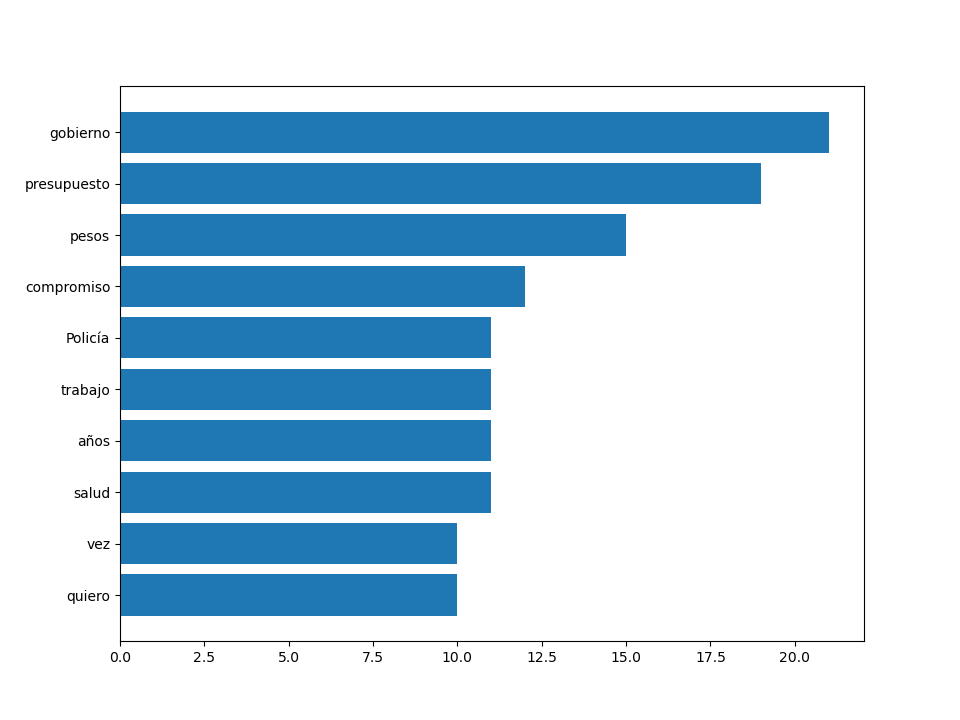 gobierno
presupuesto
pesos
compromiso
Policía
trabajo
años
salud
vez
quiero
0.0 2.5 5.0 7.5 10.0 12.5 15.0 17.5 20.0